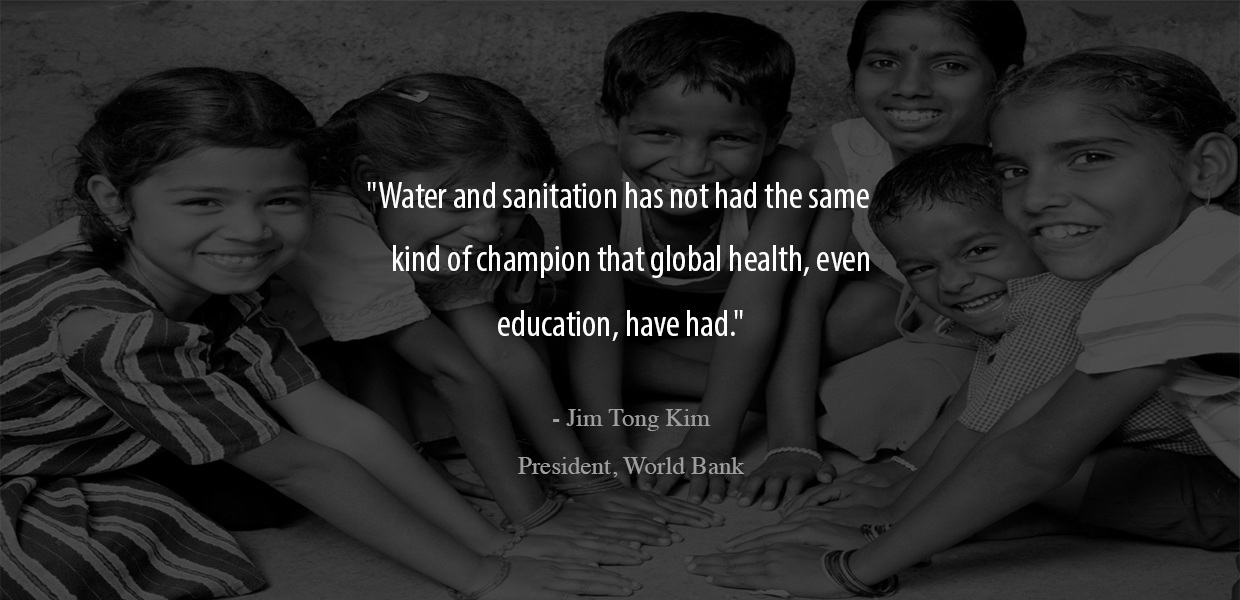 "Water and sanitation has not had the same
kind of champion that global health, even
education, have had."
- Jim Tong Kim
President, World Bank